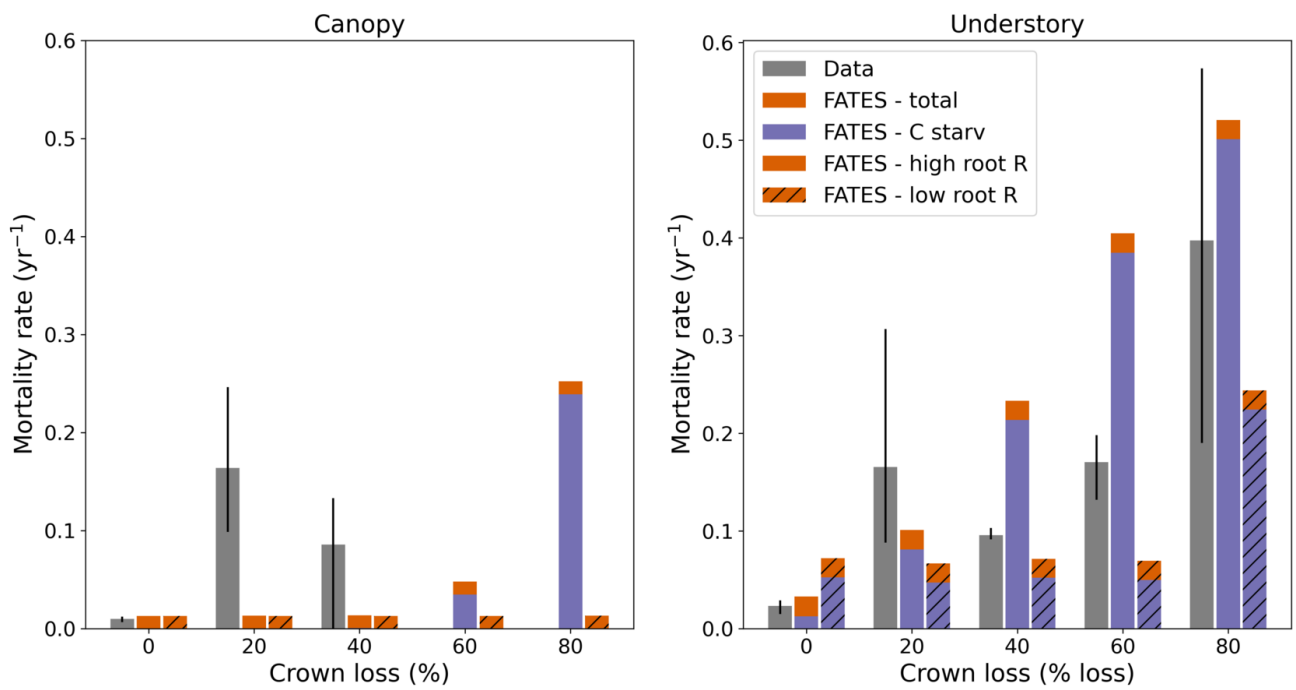 Canopy
0.6
0.5
0.4
0.3
0.2
0.1
0.0
Mortality rate (yr⁻¹)
0 20 40 60 80
Crown loss (%)
Understory
0.6
0.5
0.4
0.3
0.2
0.1
0.0
Mortality rate (yr⁻¹)
Data
FATES - total
FATES - C starv
FATES - high root R
FATES - low root R
0 20 40 60 80
Crown loss (% loss)